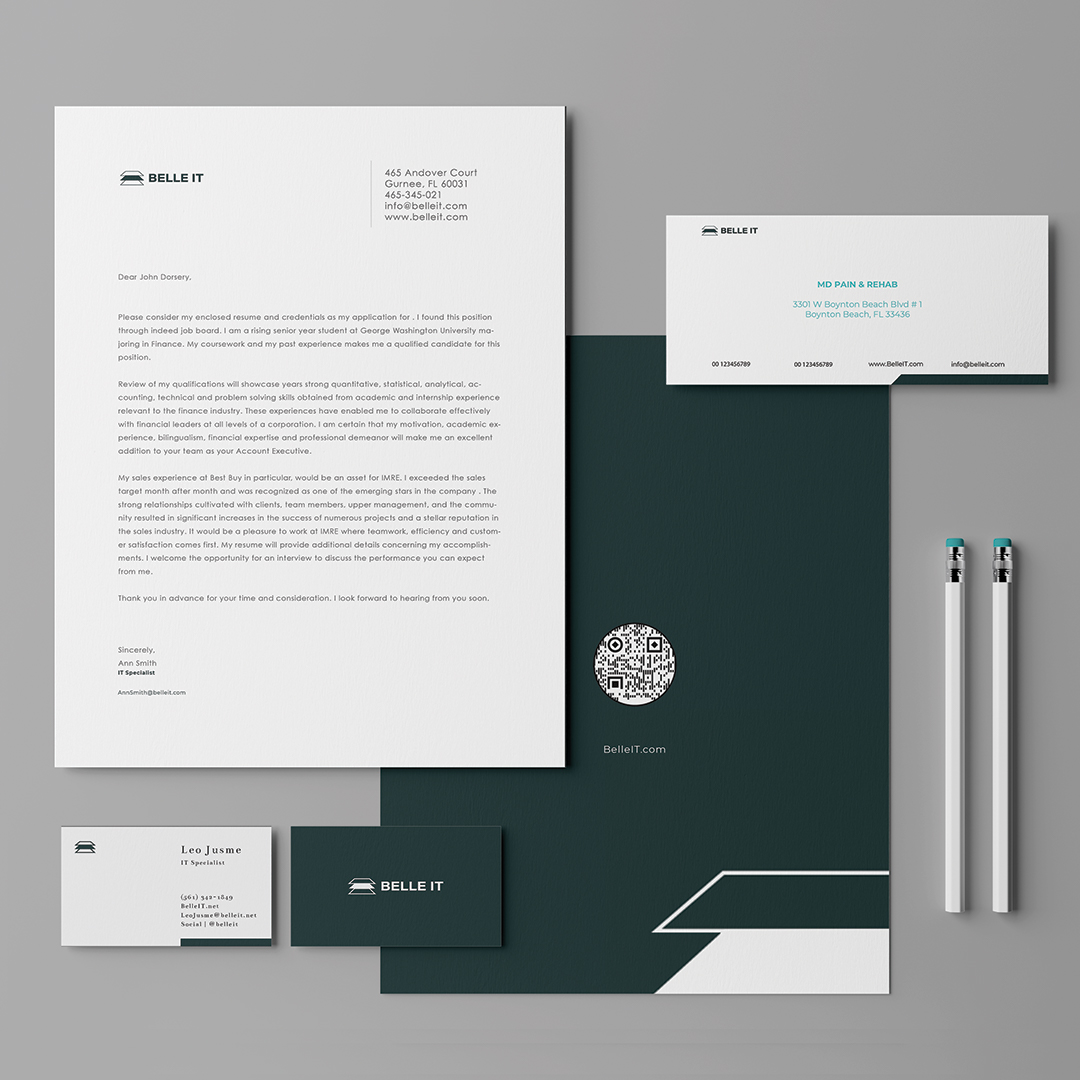 BELLE IT
465 Andover Court
Gurnee, FL 60031
465-345-021
info@belleit.com
www.belleit.com
Dear John Dorsery,
Please consider my enclosed resume and credentials as my application for . I found this position
through indeed job board. I am a rising senior year student at George Washington University ma-
joring in Finance. My coursework and my past experience makes me a qualified candidate for this
position.
Review of my qualifications will showcase years strong quantitative, statistical, analytical, ac-
counting, technical and problem solving skills obtained from academic and internship experience
relevant to the finance industry. These experiences have enabled me to collaborate effectively
with financial leaders at all levels of a corporation. I am certain that my motivation, academic ex-
perience, bilingualism, financial expertise and professional demeanor will make me an excellent
addition to your team as your Account Executive.
My sales experience at Best Buy in particular, would be an asset for IMRE. I exceeded the sales
target month after month and was recognized as one of the emerging stars in the company . The
strong relationships cultivated with clients, team members, upper management, and the commu-
nity resulted in significant increases in the success of numerous projects and a stellar reputation in
the sales industry. It would be a pleasure to work at IMRE where teamwork, efficiency and custom-
er satisfaction comes first. My resume will provide additional details concerning my accomplish-
ments. I welcome the opportunity for an interview to discuss the performance you can expect
from me.
Thank you in advance for your time and consideration. I look forward to hearing from you soon.
Sincerely,
Ann Smith
IT Specialist
AnnSmith@belleit.com
BELLE IT
MD PAIN & REHAB
3301 W Boynton Beach Blvd # 1
Boynton Beach, FL 33436
00 123456789 00 123456789 www.BelleIT.com info@belleit.com
BelleIT.com
Leo Jusme
IT Specialist
(561) 542-1849
BelleIT.net
LeoJusme@belleit.net
Social | @belleit
BELLE IT